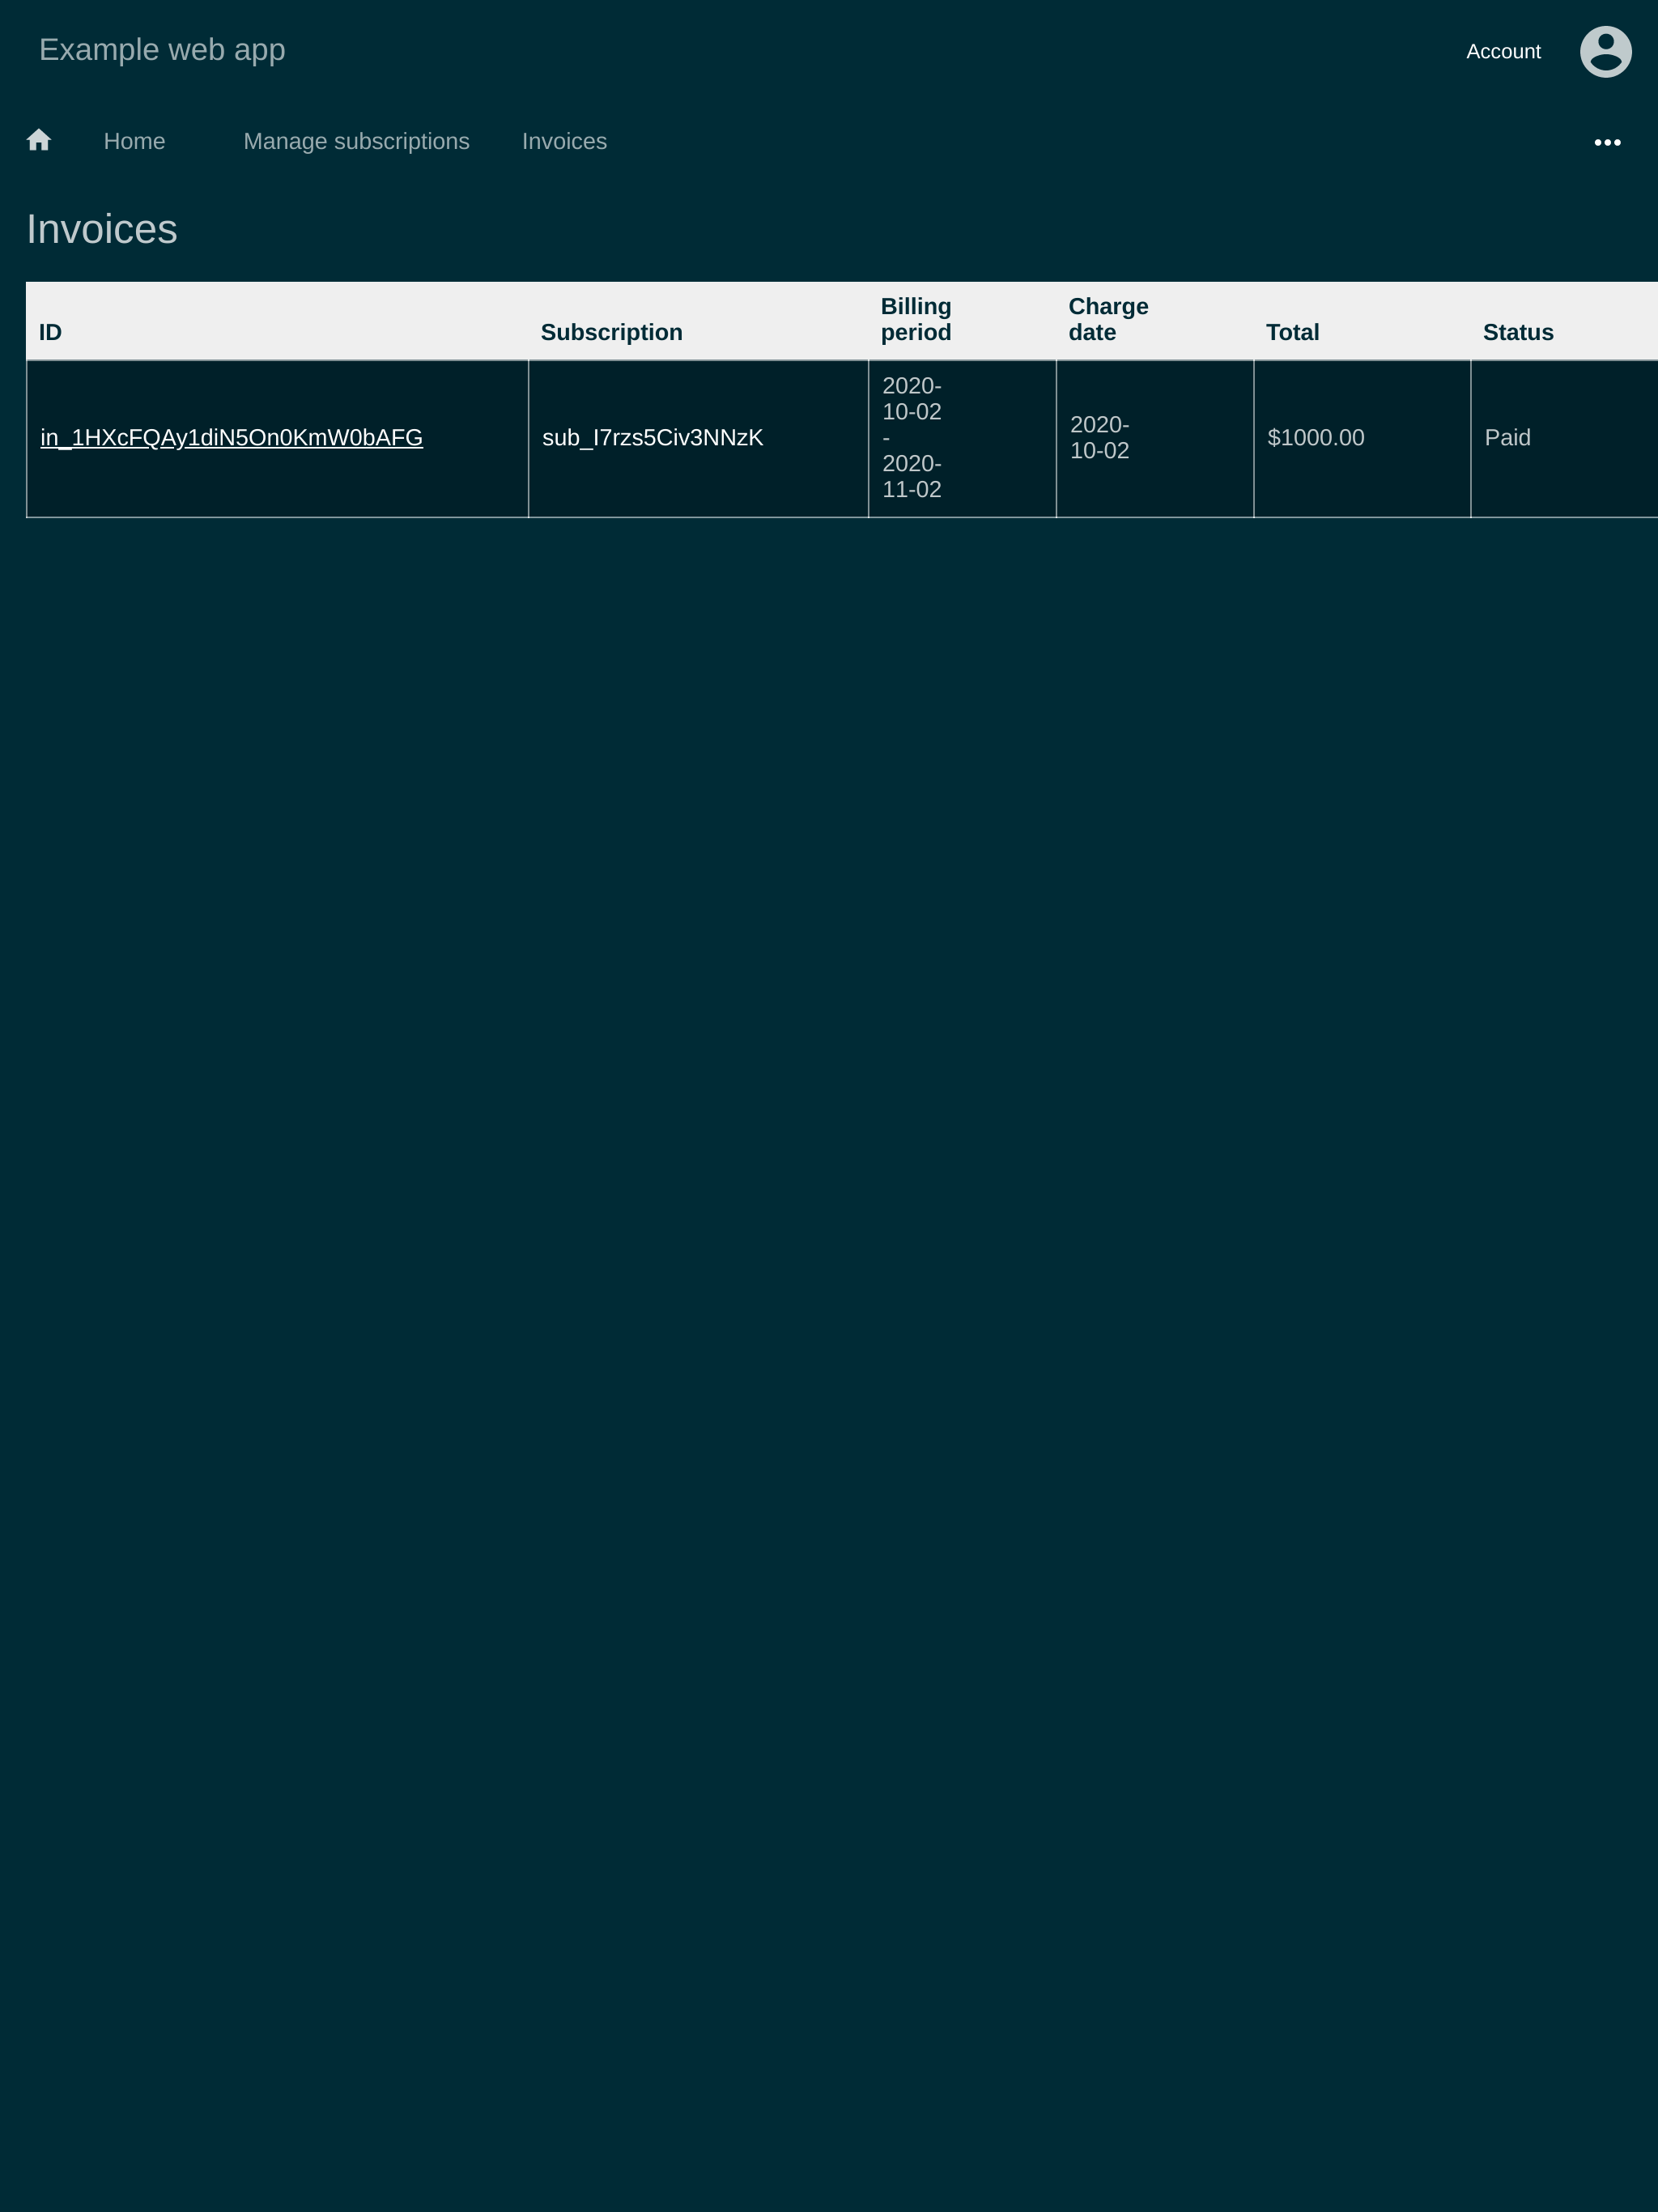 Example web app
Account
Home
Manage subscriptions
Invoices
Invoices
ID
Subscription
Billing
period
Charge
date
Total
Status
in_1HXcFQAy1diN5On0KmW0bAFG
sub_I7rzs5Civ3NNzK
2020-
10-02
-
2020-
11-02
2020-
10-02
$1000.00
Paid